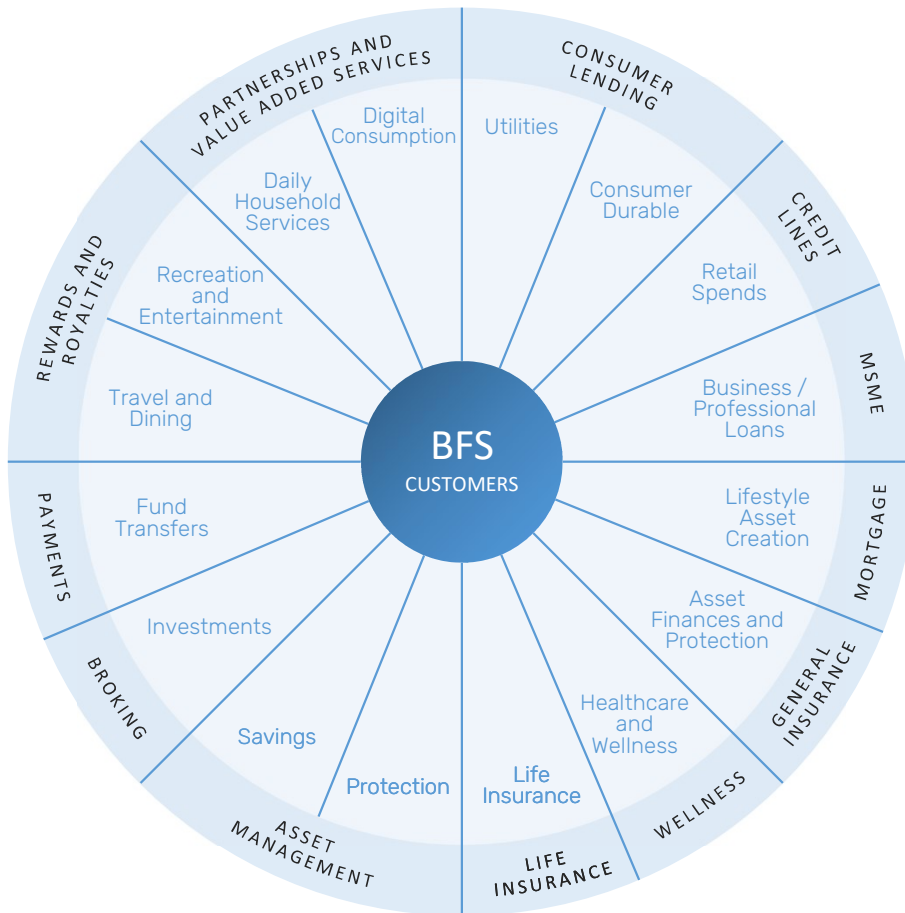 PARTNERSHIPS AND
VALUE ADDED SERVICES
CONSUMER
LENDING
CREDIT
LINES
MSME
MORTGAGE
GENERAL
INSURANCE
WELLNESS
LIFE
INSURANCE
ASSET
MANAGEMENT
BROKING
PAYMENTS
REWARDS AND
ROYALTIES
Digital
Consumption
Utilities
Consumer
Durable
Retail
Spends
Business /
Professional
Loans
Lifestyle
Asset
Creation
Asset
Finances and
Protection
Healthcare
and
Wellness
Life
Insurance
Protection
Savings
Investments
Fund
Transfers
Travel and
Dining
Recreation
and
Entertainment
Daily
Household
Services
BFS
CUSTOMERS